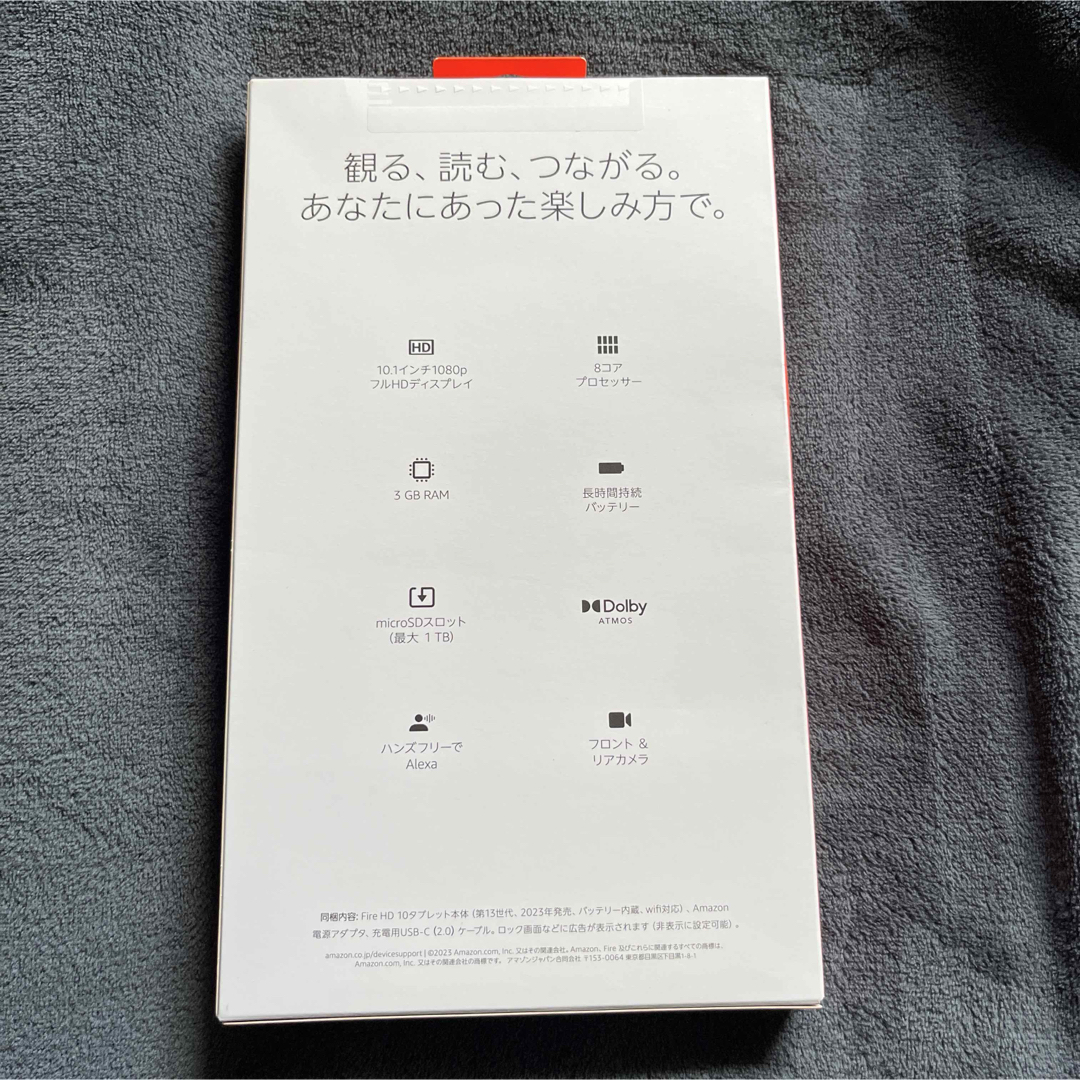 観る、読む、つながる。
あなたにあった楽しみ方で。
HD
10.1インチ1080p
フルHDディスプレイ
8コア
プロセッサー
3 GB RAM
長時間持続
バッテリー
microSDスロット
(最大 1 TB)
Dolby
ATMOS
ハンズフリーで
Alexa
フロント &
リアカメラ
同梱内容: Fire HD 10タブレット本体 (第13世代、2023年発売、バッテリー内蔵、wifi対応) 、Amazon
電源アダプタ、充電用USB-C (2.0) ケーブル。ロック画面などに広告が表示されます (非表示に設定可能) 。
amazon.co.jp/devicesupport | ©2023 Amazon.com, Inc. 又はその関連会社。Amazon、Fire 及びこれらに関連するすべての商標は、
Amazon.com, Inc. 又はその関連会社の商標です。 アマゾンジャパン合同会社 〒153-0064 東京都目黒区下目黒1-8-1